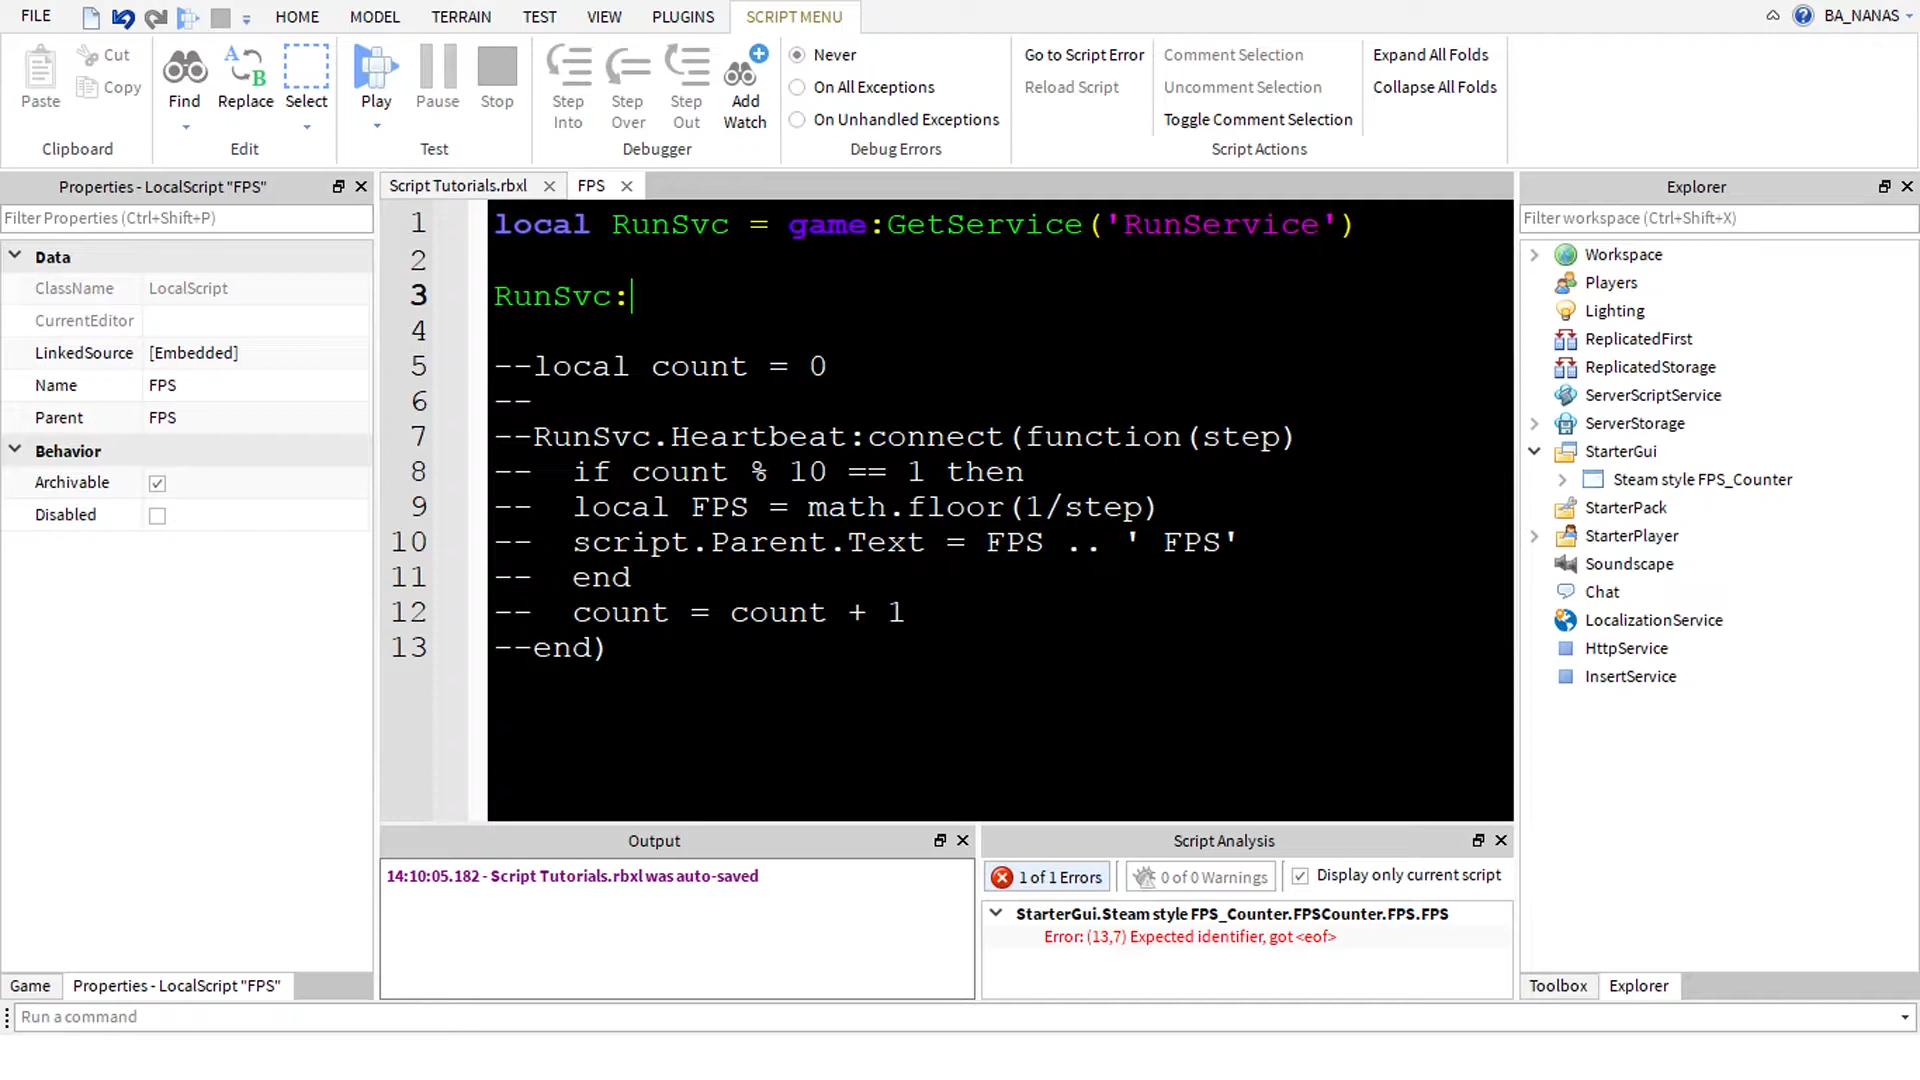 FILE HOME MODEL TERRAIN TEST VIEW PLUGINS SCRIPT MENU BA_NANAS
Paste Cut Copy
Clipboard
Find Replace Select
Edit
Play Pause Stop
Test
Step Into Step Over Step Out Add Watch
Debugger
Never
On All Exceptions
On Unhandled Exceptions
Debug Errors
Go to Script Error
Reload Script
Comment Selection
Uncomment Selection
Toggle Comment Selection
Script Actions
Expand All Folds
Collapse All Folds
Properties - LocalScript "FPS"
Filter Properties (Ctrl+Shift+P)
Data
ClassName LocalScript
CurrentEditor
LinkedSource [Embedded]
Name FPS
Parent FPS
Behavior
Archivable
Disabled
Game Properties - LocalScript "FPS"
Script Tutorials.rbxl FPS
1 local RunSvc = game:GetService('RunService')
2
3 RunSvc:
4
5 --local count = 0
6 --
7 --RunSvc.Heartbeat:connect(function(step)
8 --  if count % 10 == 1 then
9 --  local FPS = math.floor(1/step)
10 --  script.Parent.Text = FPS .. ' FPS'
11 --  end
12 --  count = count + 1
13 --end)
Output
14:10:05.182 - Script Tutorials.rbxl was auto-saved
Script Analysis
1 of 1 Errors 0 of 0 Warnings Display only current script
StarterGui.Steam style FPS_Counter.FPSCounter.FPS.FPS
Error: (13,7) Expected identifier, got <eof>
Explorer
Filter workspace (Ctrl+Shift+X)
Workspace
Players
Lighting
ReplicatedFirst
ReplicatedStorage
ServerScriptService
ServerStorage
StarterGui
Steam style FPS_Counter
StarterPack
StarterPlayer
Soundscape
Chat
LocalizationService
HttpService
InsertService
Toolbox Explorer
Run a command